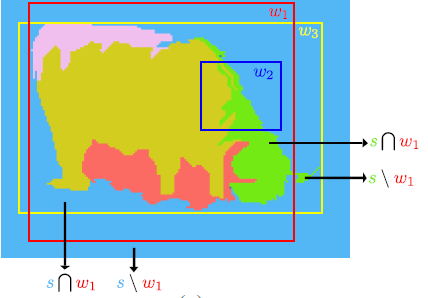 w₁
w₃
w₂
s ⋂ w₁
s \ w₁
s ⋂ w₁ s \ w₁